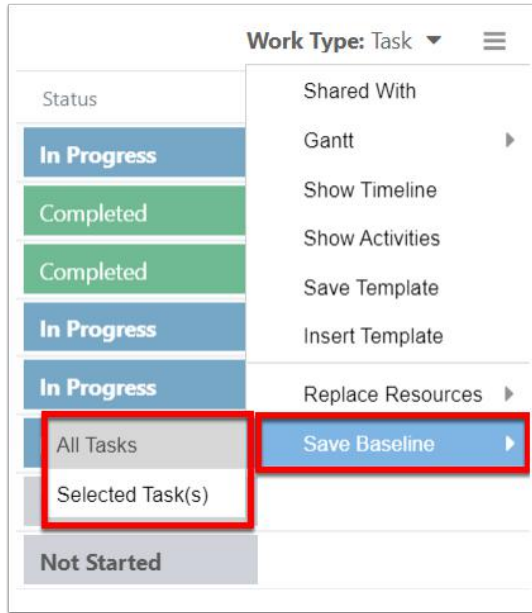 Work Type: Task
Status
In Progress
Completed
Completed
In Progress
In Progress
Not Started
Shared With
Gantt
Show Timeline
Show Activities
Save Template
Insert Template
Replace Resources
Save Baseline
All Tasks
Selected Task(s)